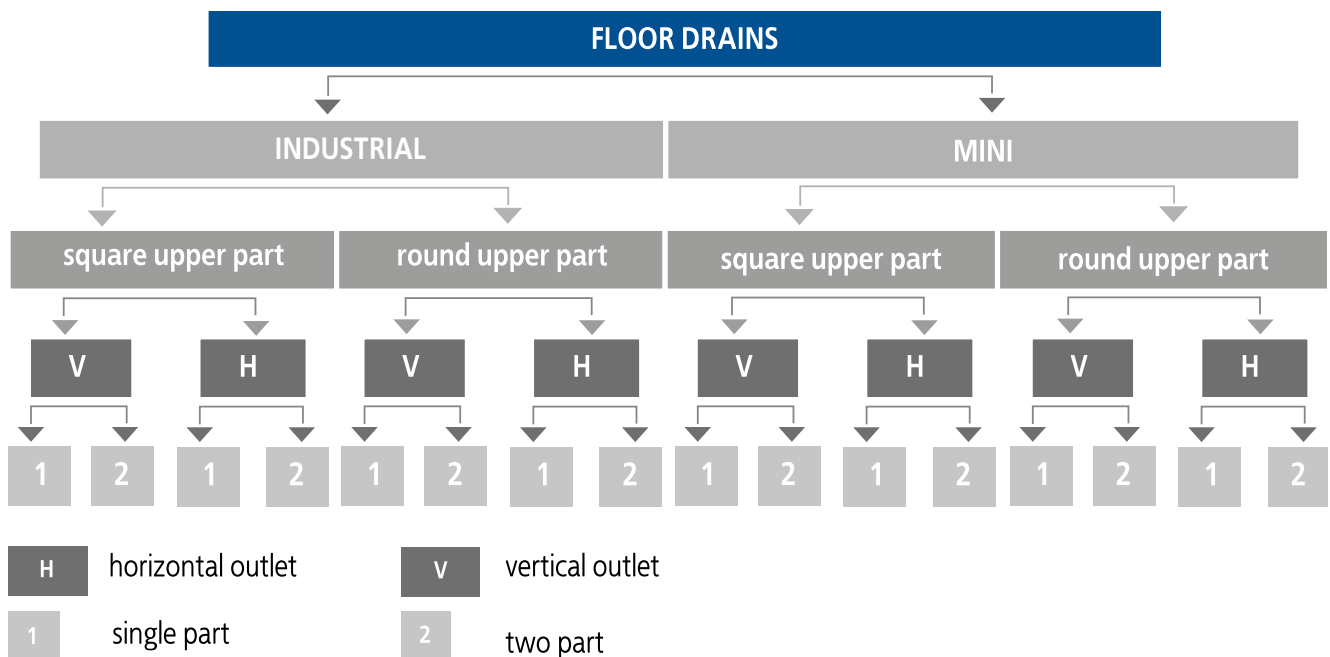 FLOOR DRAINS
INDUSTRIAL MINI
square upper part round upper part square upper part round upper part
V H V H V H V H
1 2 1 2 1 2 1 2 1 2 1 2 1 2 1 2
H horizontal outlet V vertical outlet
1 single part 2 two part